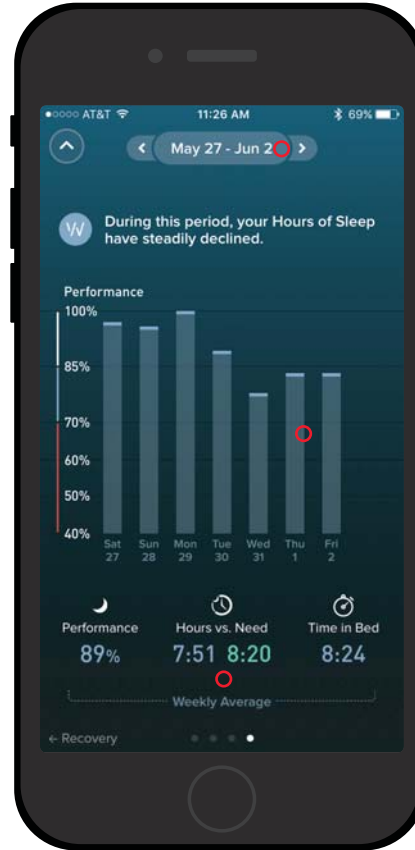 AT&T 11:26 AM 69%
May 27 - Jun 2
W
During this period, your Hours of Sleep
have steadily declined.
Performance
100%
85%
70%
60%
50%
40%
Sat Sun Mon Tue Wed Thu Fri
27 28 29 30 31 1 2
Performance Hours vs. Need Time in Bed
89% 7:51 8:20 8:24
Weekly Average
← Recovery